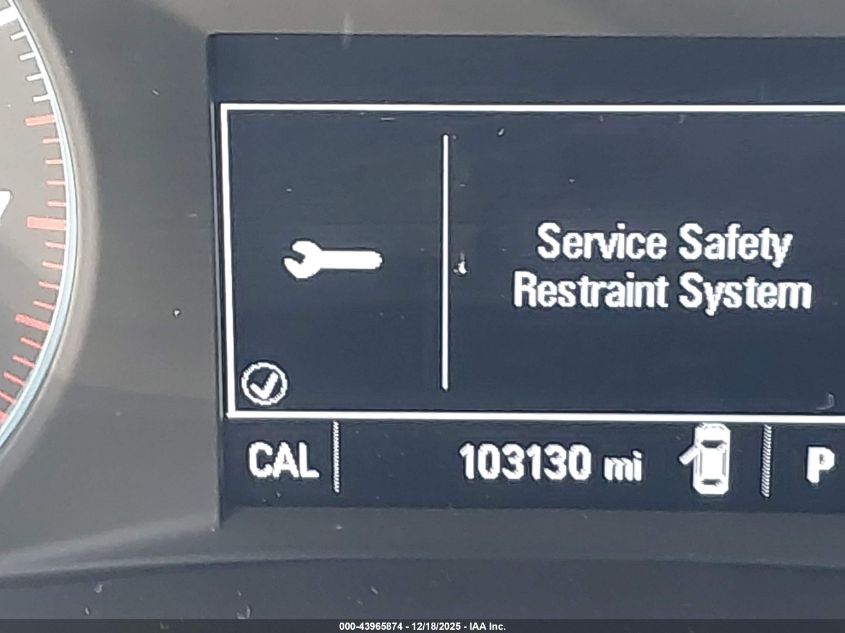 Service Safety
Restraint System
CAL 103130 mi P
000-43965874 - 12/18/2025 - IAA Inc.